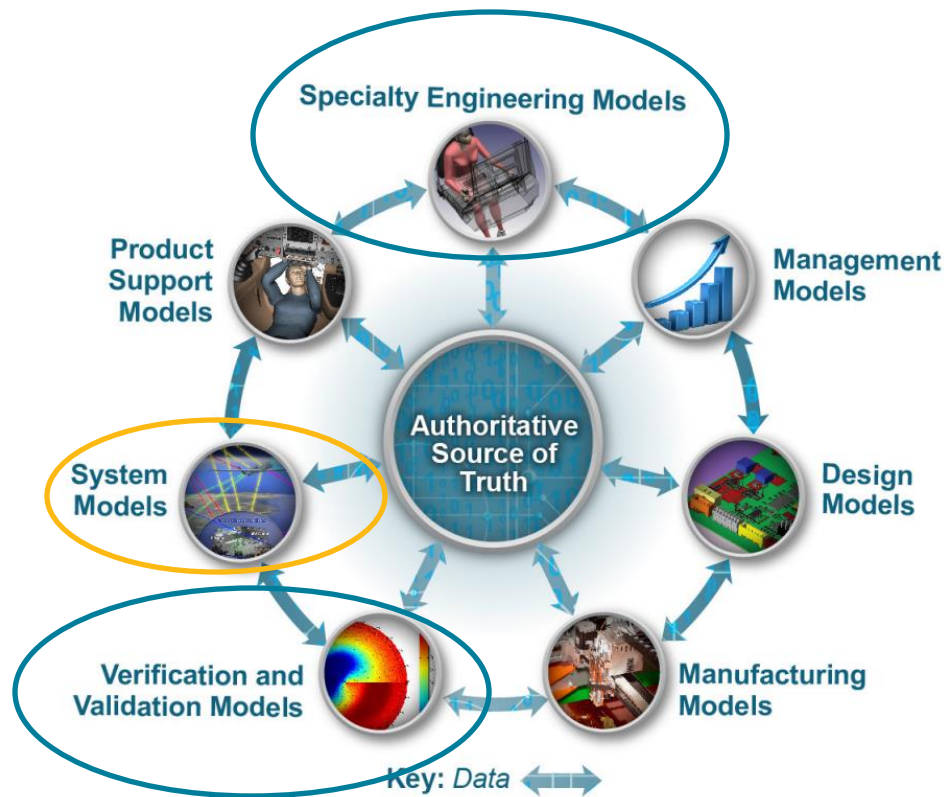 Specialty Engineering Models
Product
Support
Models
Management
Models
Authoritative
Source of
Truth
System
Models
Design
Models
Verification and
Validation Models
Manufacturing
Models
Key: Data